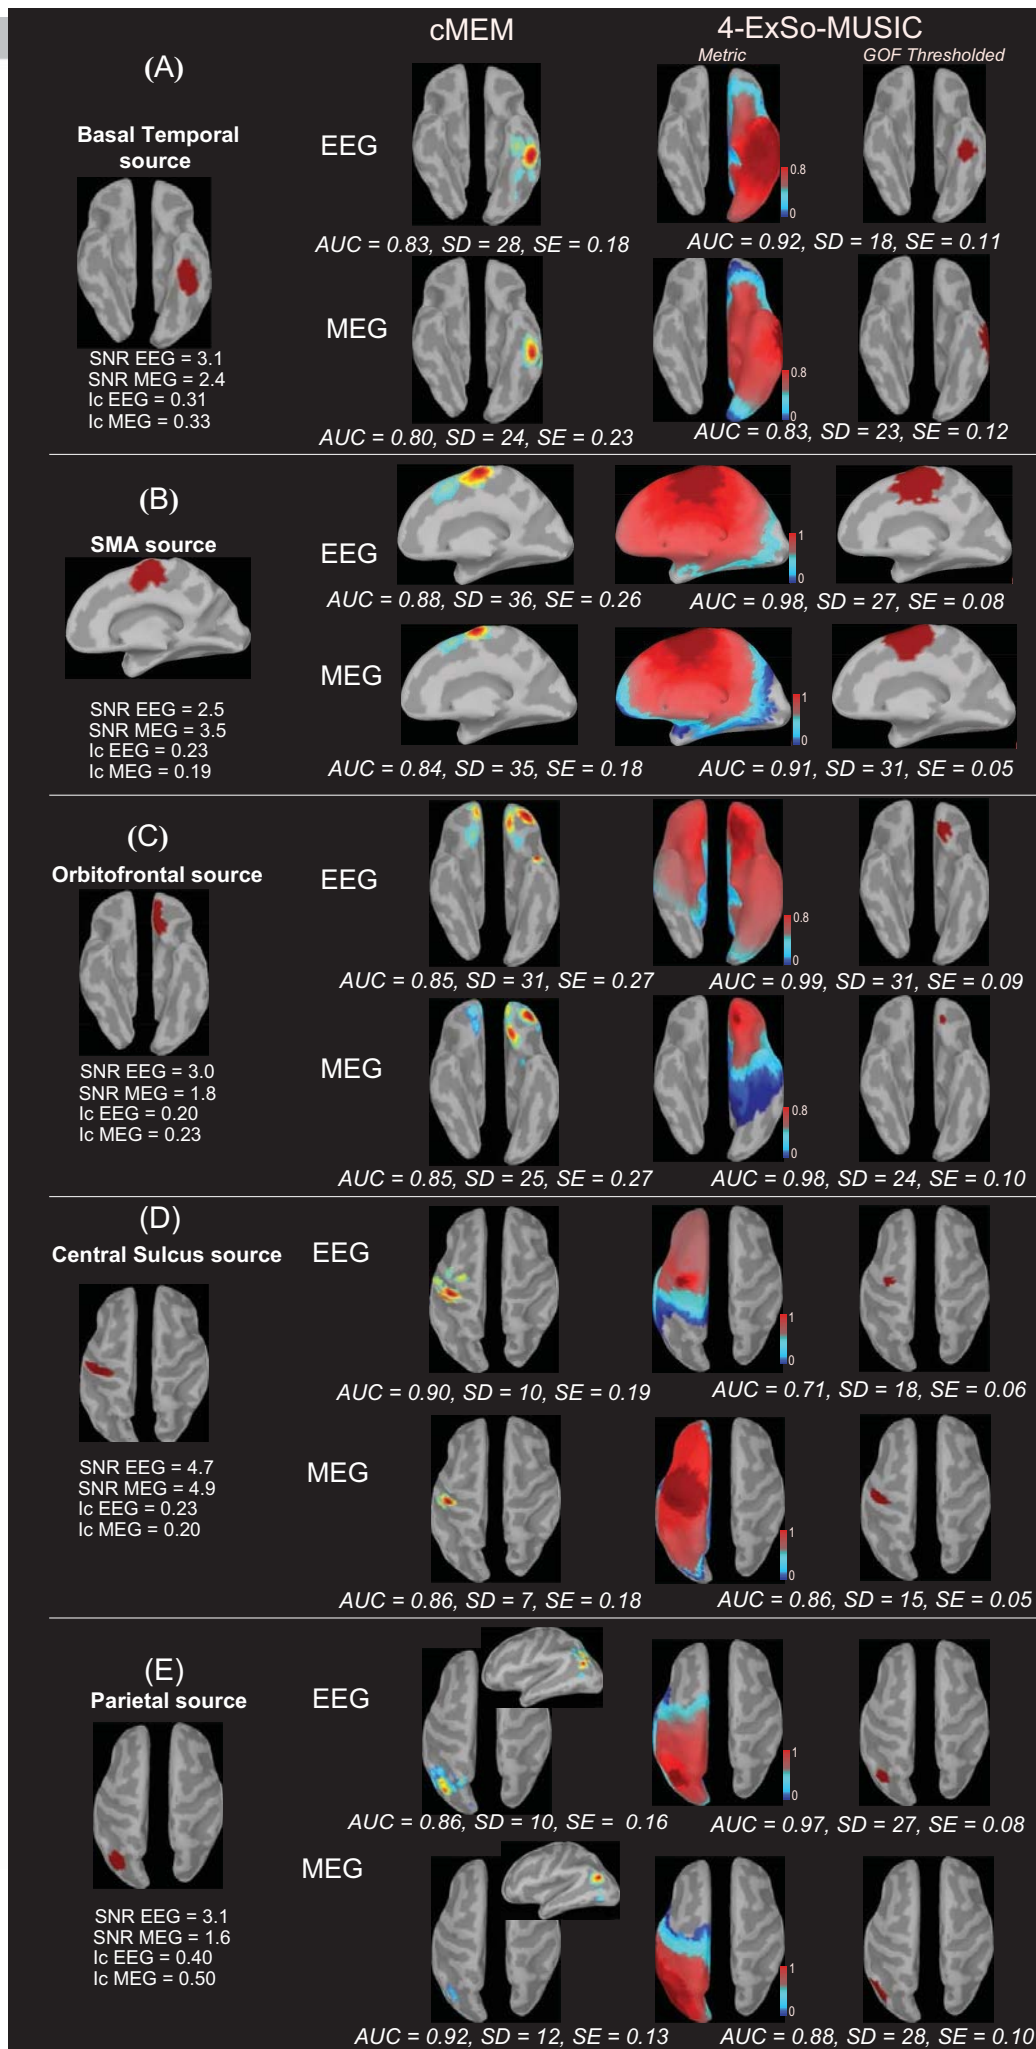 cMEM
4-ExSo-MUSIC
Metric
GOF Thresholded
(A)
Basal Temporal
source
SNR EEG = 3.1
SNR MEG = 2.4
Ic EEG = 0.31
Ic MEG = 0.33
EEG
0.8
0
AUC = 0.83, SD = 28, SE = 0.18
AUC = 0.92, SD = 18, SE = 0.11
MEG
0.8
0
AUC = 0.80, SD = 24, SE = 0.23
AUC = 0.83, SD = 23, SE = 0.12
(B)
SMA source
SNR EEG = 2.5
SNR MEG = 3.5
Ic EEG = 0.23
Ic MEG = 0.19
EEG
1
0
AUC = 0.88, SD = 36, SE = 0.26
AUC = 0.98, SD = 27, SE = 0.08
MEG
1
0
AUC = 0.84, SD = 35, SE = 0.18
AUC = 0.91, SD = 31, SE = 0.05
(C)
Orbitofrontal source
SNR EEG = 3.0
SNR MEG = 1.8
Ic EEG = 0.20
Ic MEG = 0.23
EEG
0.8
0
AUC = 0.85, SD = 31, SE = 0.27
AUC = 0.99, SD = 31, SE = 0.09
MEG
0.8
0
AUC = 0.85, SD = 25, SE = 0.27
AUC = 0.98, SD = 24, SE = 0.10
(D)
Central Sulcus source
SNR EEG = 4.7
SNR MEG = 4.9
Ic EEG = 0.23
Ic MEG = 0.20
EEG
1
0
AUC = 0.90, SD = 10, SE = 0.19
AUC = 0.71, SD = 18, SE = 0.06
MEG
1
0
AUC = 0.86, SD = 7, SE = 0.18
AUC = 0.86, SD = 15, SE = 0.05
(E)
Parietal source
SNR EEG = 3.1
SNR MEG = 1.6
Ic EEG = 0.40
Ic MEG = 0.50
EEG
1
0
AUC = 0.86, SD = 10, SE = 0.16
AUC = 0.97, SD = 27, SE = 0.08
MEG
1
0
AUC = 0.92, SD = 12, SE = 0.13
AUC = 0.88, SD = 28, SE = 0.10